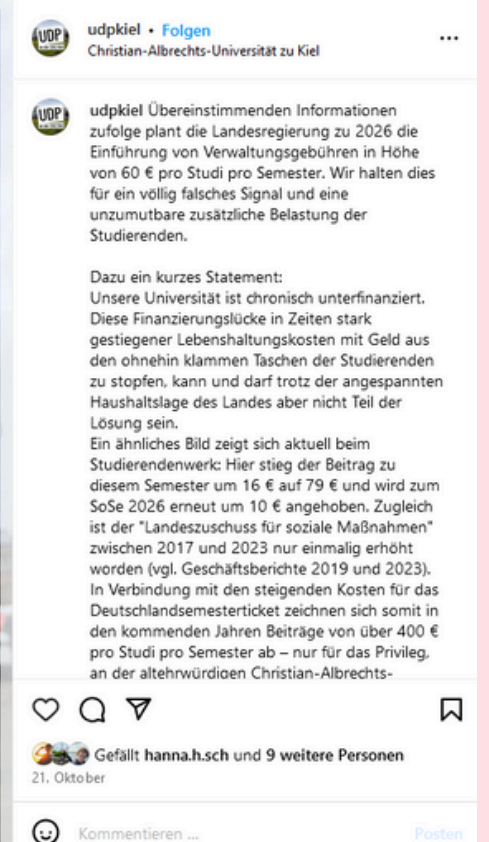 UDP
udpkiel • Folgen
Christian-Albrechts-Universität zu Kiel
UDP
udpkiel Übereinstimmenden Informationen
zufolge plant die Landesregierung zu 2026 die
Einführung von Verwaltungsgebühren in Höhe
von 60 € pro Studi pro Semester. Wir halten dies
für ein völlig falsches Signal und eine
unzumutbare zusätzliche Belastung der
Studierenden.
Dazu ein kurzes Statement:
Unsere Universität ist chronisch unterfinanziert.
Diese Finanzierungslücke in Zeiten stark
gestiegener Lebenshaltungskosten mit Geld aus
den ohnehin klammen Taschen der Studierenden
zu stopfen, kann und darf trotz der angespannten
Haushaltslage des Landes aber nicht Teil der
Lösung sein.
Ein ähnliches Bild zeigt sich aktuell beim
Studierendenwerk: Hier stieg der Beitrag zu
diesem Semester um 16 € auf 79 € und wird zum
SoSe 2026 erneut um 10 € angehoben. Zugleich
ist der "Landeszuschuss für soziale Maßnahmen"
zwischen 2017 und 2023 nur einmalig erhöht
worden (vgl. Geschäftsberichte 2019 und 2023).
In Verbindung mit den steigenden Kosten für das
Deutschlandsemesterticket zeichnen sich somit in
den kommenden Jahren Beiträge von über 400 €
pro Studi pro Semester ab – nur für das Privileg,
an der altehrwürdigen Christian-Albrechts-
Gefällt hanna.h.sch und 9 weitere Personen
21. Oktober
Kommentieren ...
Posten